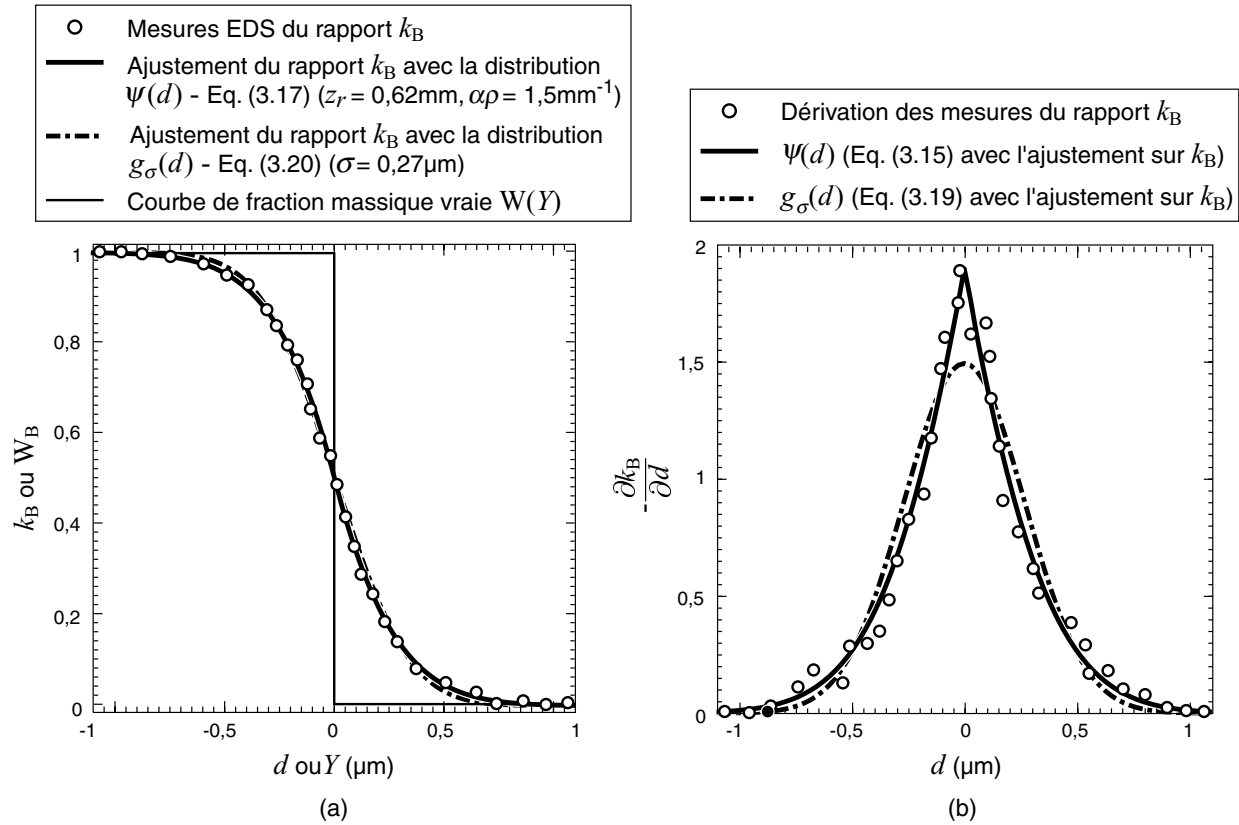 Mesures EDS du rapport kB
Ajustement du rapport kB avec la distribution
Ψ(d) - Eq. (3.17) (zr = 0,62mm, αρ = 1,5mm-1)
Ajustement du rapport kB avec la distribution
gσ(d) - Eq. (3.20) (σ = 0,27µm)
Courbe de fraction massique vraie W(Y)
Dérivation des mesures du rapport kB
Ψ(d) (Eq. (3.15) avec l'ajustement sur kB)
gσ(d) (Eq. (3.19) avec l'ajustement sur kB)
kB ou WB
1
0,8
0,6
0,4
0,2
0
-1
-0,5
0
0,5
1
d ouY (µm)
(a)
-∂kB/∂d
2
1,5
1
0,5
0
-1
-0,5
0
0,5
1
d (µm)
(b)